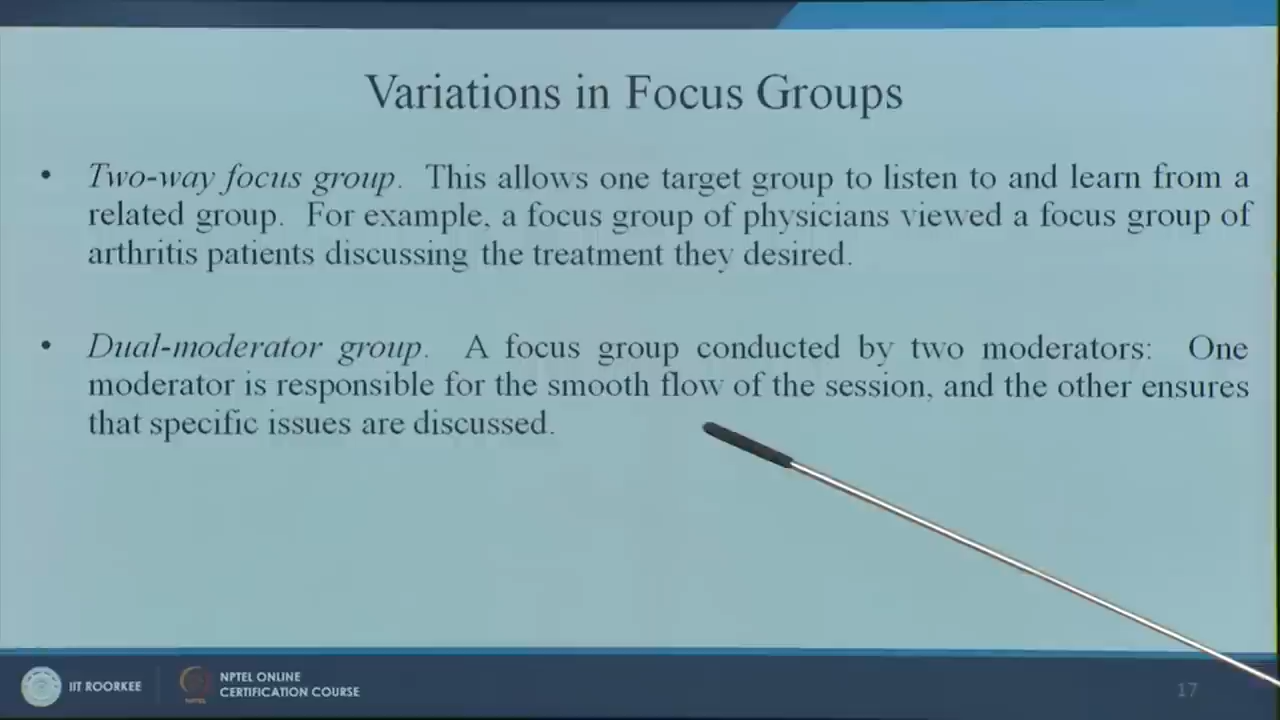 Variations in Focus Groups
• Two-way focus group. This allows one target group to listen to and learn from a
related group. For example, a focus group of physicians viewed a focus group of
arthritis patients discussing the treatment they desired.
• Dual-moderator group. A focus group conducted by two moderators: One
moderator is responsible for the smooth flow of the session, and the other ensures
that specific issues are discussed.
IIT ROORKEE
NPTEL ONLINE
CERTIFICATION COURSE
17